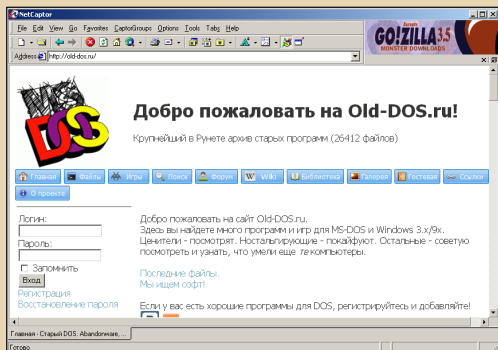 NetCaptor
File Edit View Go Favorites CaptorGroups Options Tools Tabs Help
GO!ZILLA 3.5
MONSTER DOWNLOADS
Address http://old-dos.ru/
DOS
Добро пожаловать на Old-DOS.ru!
Крупнейший в Рунете архив старых программ (26412 файлов)
Главная Файлы Игры Поиск Форум W Wiki Библиотека Галерея Гостевая Ссылки
О проекте
Логин:
Пароль:
Запомнить
Вход
Регистрация
Восстановление пароля
Добро пожаловать на сайт Old-DOS.ru.
Здесь вы найдете много программ и игр для MS-DOS и Windows 3.x/9x.
Ценители - посмотрят. Ностальгирующие - покайфуют. Остальные - советую
посмотреть и узнать, что умели еще те компьютеры.
Последние файлы.
Мы ищем софт!
Если у вас есть хорошие программы для DOS, регистрируйтесь и добавляйте!
Главная - Старый DOS. Abandonware, ...
Готово